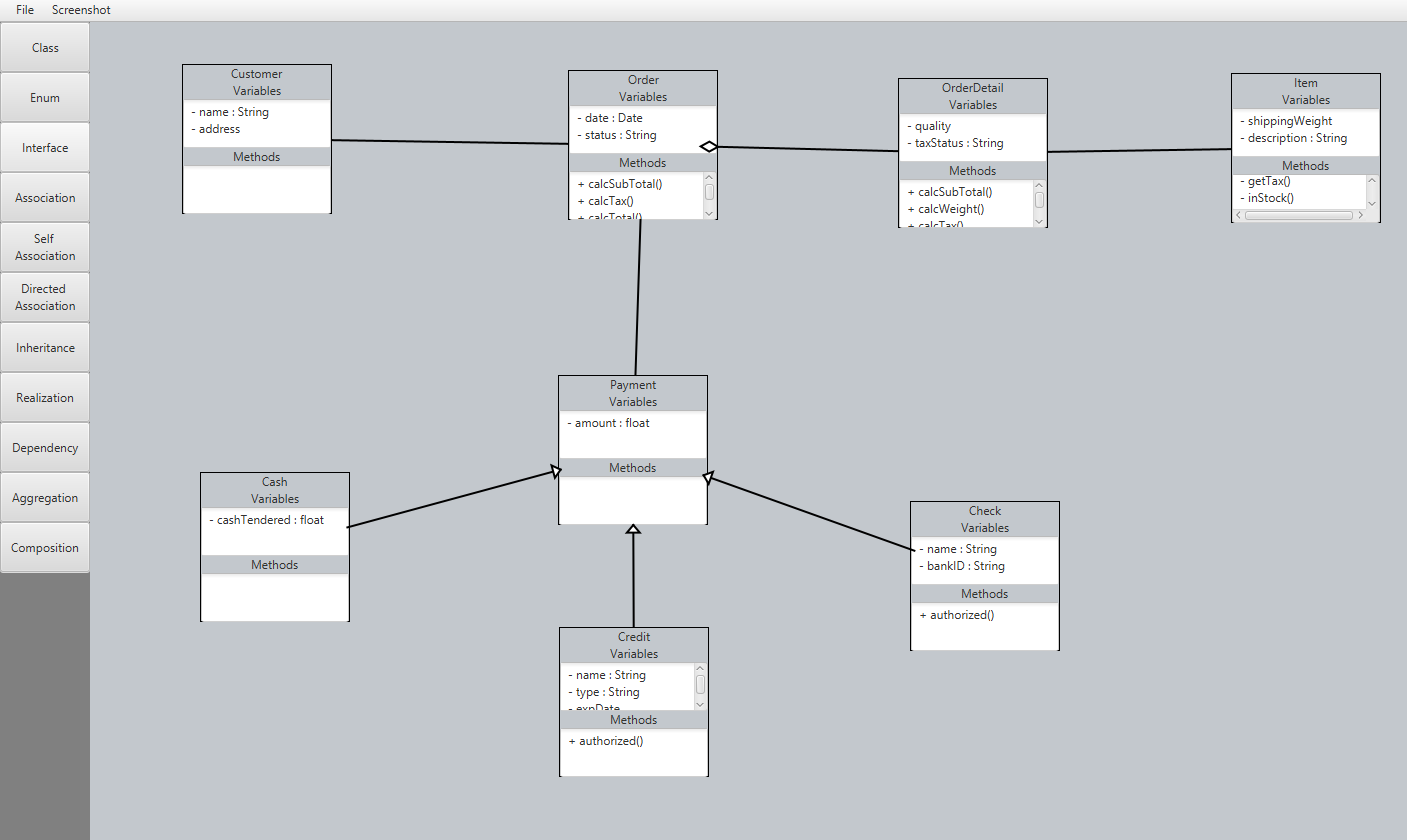 File Screenshot
Class
Enum
Interface
Association
Self
Association
Directed
Association
Inheritance
Realization
Dependency
Aggregation
Composition
Customer
Variables
- name : String
- address
Methods
Order
Variables
- date : Date
- status : String
Methods
+ calcSubTotal()
+ calcTax()
+ calcTotal()
OrderDetail
Variables
- quality
- taxStatus : String
Methods
+ calcSubTotal()
+ calcWeight()
+ calcTax()
Item
Variables
- shippingWeight
- description : String
Methods
- getTax()
- inStock()
Payment
Variables
- amount : float
Methods
Cash
Variables
- cashTendered : float
Methods
Check
Variables
- name : String
- bankID : String
Methods
+ authorized()
Credit
Variables
- name : String
- type : String
- expDate
Methods
+ authorized()